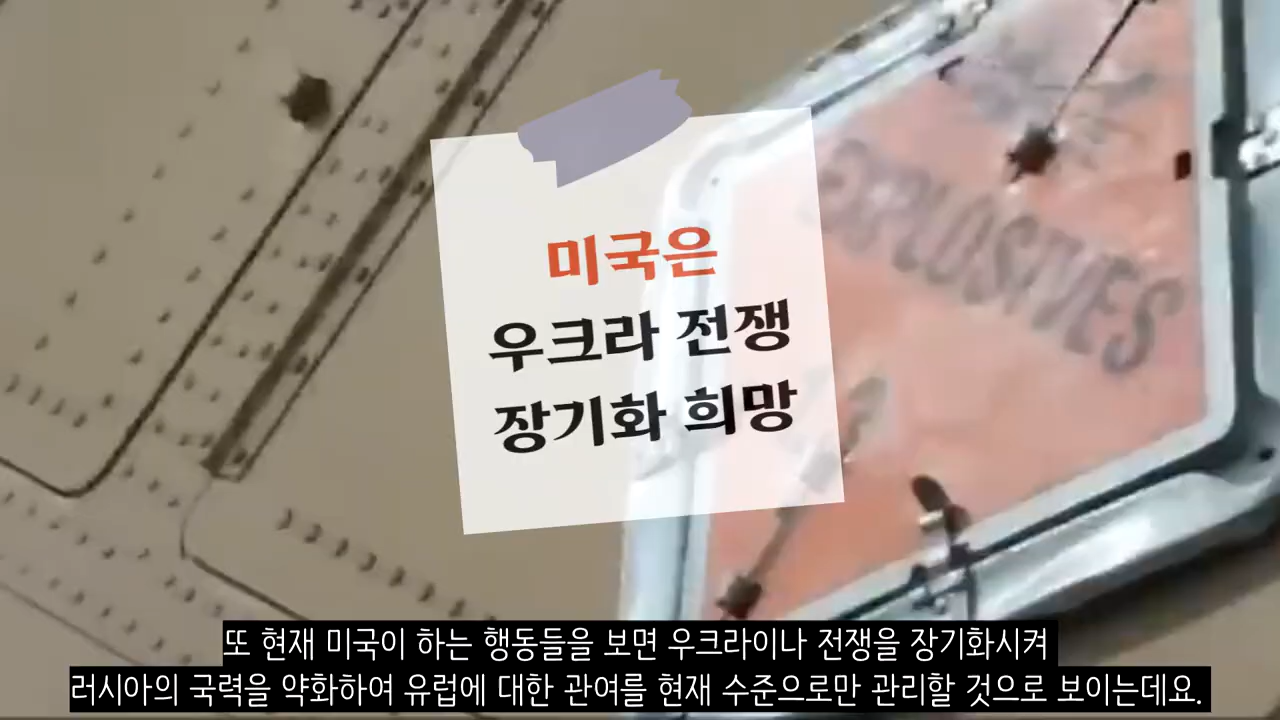 EXPLOSIVES
미국은
우크라 전쟁
장기화 희망
또 현재 미국이 하는 행동들을 보면 우크라이나 전쟁을 장기화시켜
러시아의 국력을 약화하여 유럽에 대한 관여를 현재 수준으로만 관리할 것으로 보이는데요.